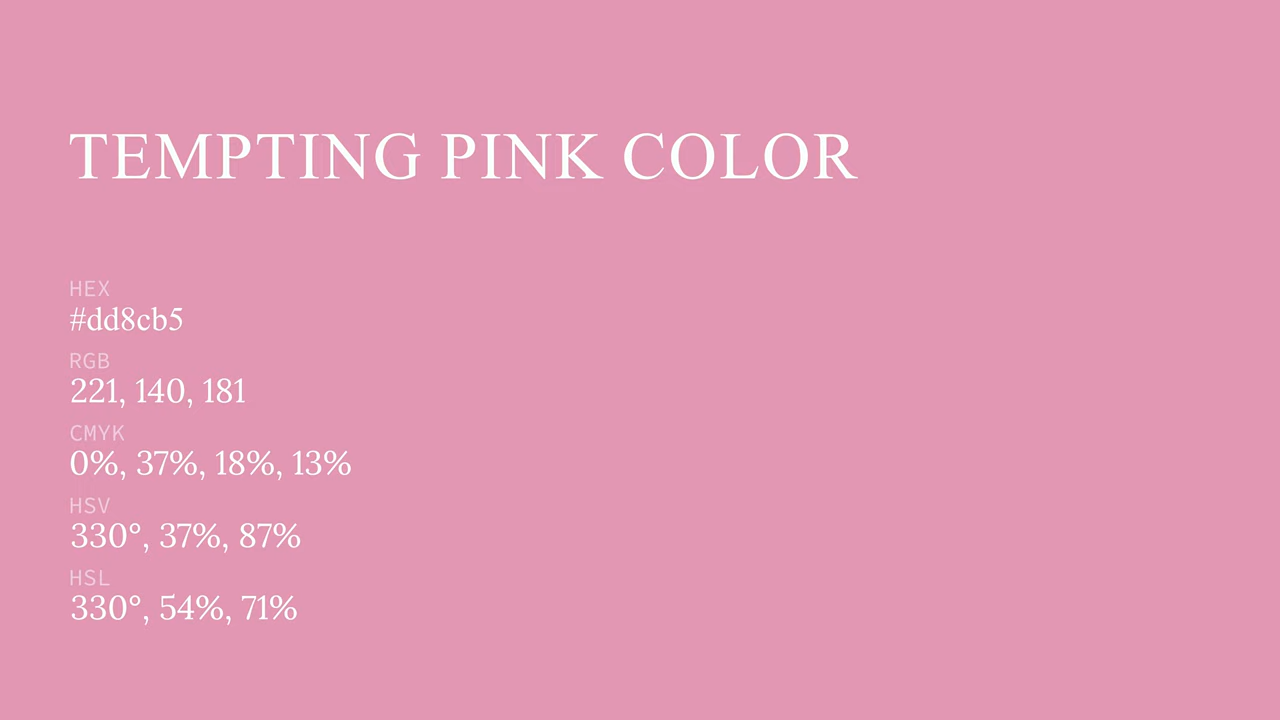 TEMPTING PINK COLOR
HEX
#dd8cb5
RGB
221, 140, 181
CMYK
0%, 37%, 18%, 13%
HSV
330°, 37%, 87%
HSL
330°, 54%, 71%